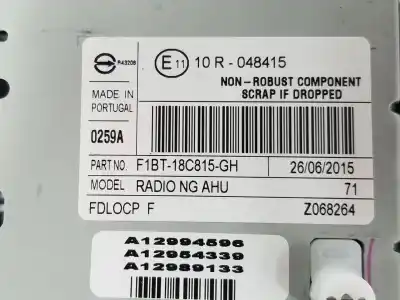 R43208
E 11 10 R - 048415
NON - ROBUST COMPONENT
SCRAP IF DROPPED
MADE IN
PORTUGAL
0259A
PART NO. F1BT-18C815-GH 26/06/2015
MODEL RADIO NG AHU 71
FDLOCP F Z068264
A12994596
A12954339
A12989133